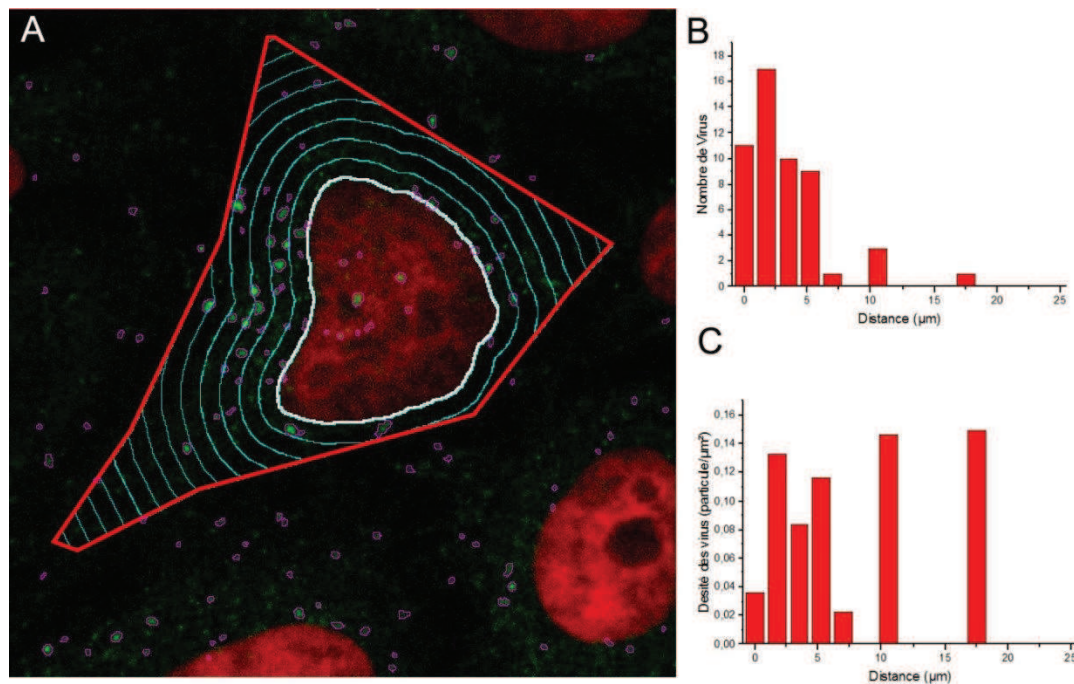 A
B
Nombre de Virus
18
16
14
12
10
8
6
4
2
0
0 5 10 15 20 25
Distance (µm)
C
Desité des virus (particule/µm²)
0,16
0,14
0,12
0,10
0,08
0,06
0,04
0,02
0,00
0 5 10 15 20 25
Distance (µm)